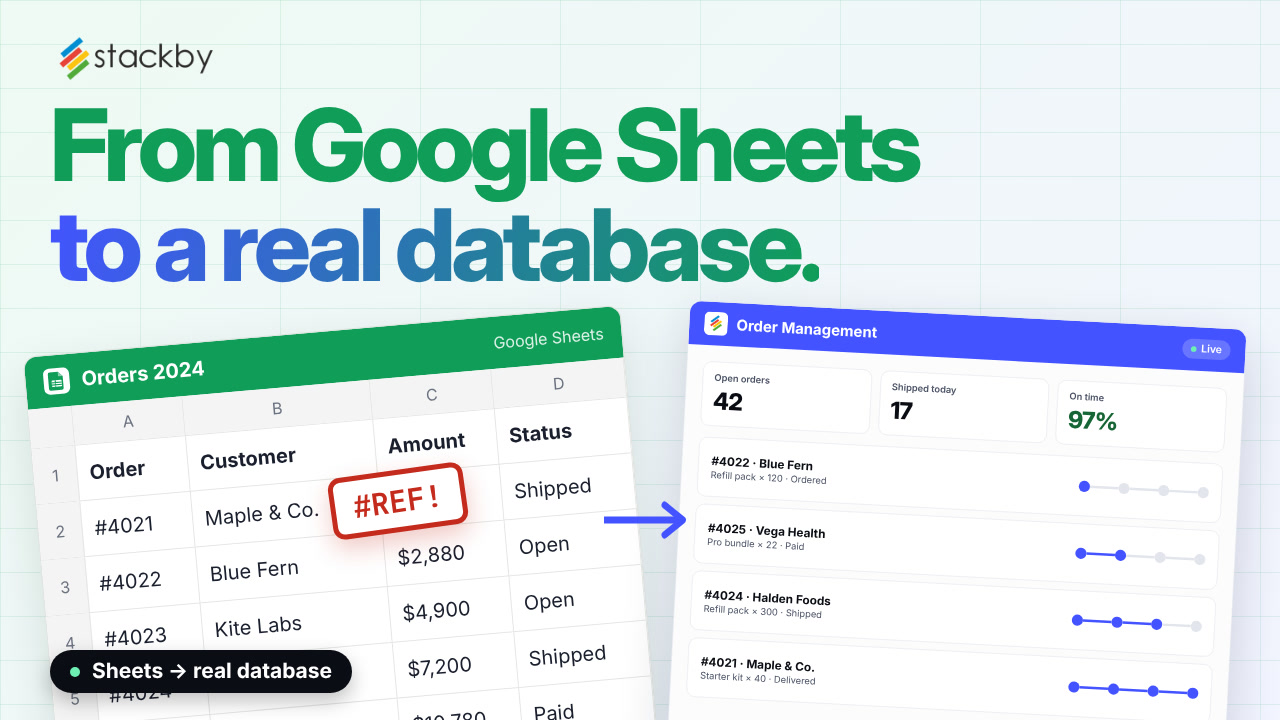 stackby
From Google Sheets
to a real database.
Orders 2024
Google Sheets
A B C D
1 Order Customer Amount Status
2 #4021 Maple & Co. #REF! Shipped
3 #4022 Blue Fern $2,880 Open
4 #4023 Kite Labs $4,900 Open
5 #4024 $7,200 Shipped
$10,780 Paid
Sheets → real database
Order Management
Live
Open orders
42
Shipped today
17
On time
97%
#4022 · Blue Fern
Refill pack × 120 · Ordered
#4025 · Vega Health
Pro bundle × 22 · Paid
#4024 · Halden Foods
Refill pack × 300 · Shipped
#4021 · Maple & Co.
Starter kit × 40 · Delivered